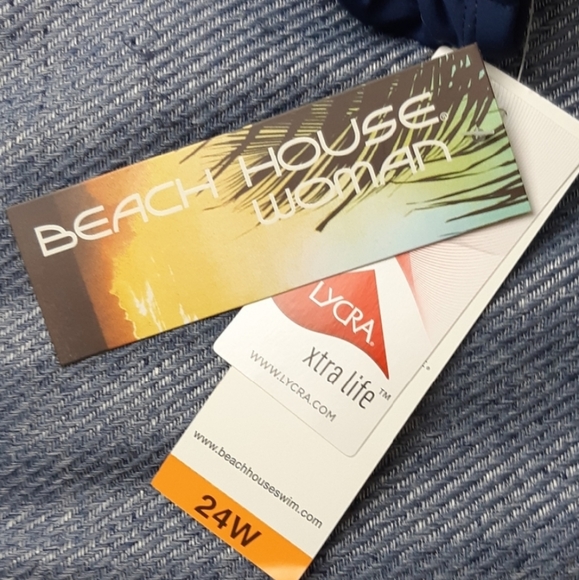 BEACH HOUSE®
WOMAN
LYCRA®
xtra life™
WWW.LYCRA.COM
www.beachhouseswim.com
24W